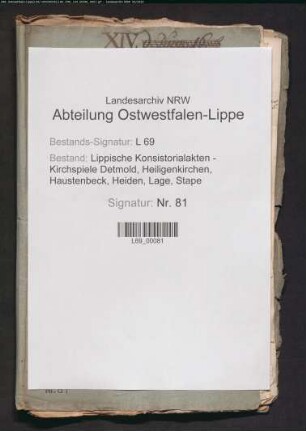 XIV.
Landesarchiv NRW
Abteilung Ostwestfalen-Lippe
Bestands-Signatur: L 69
Bestand: Lippische Konsistorialakten -
Kirchspiele Detmold, Heiligenkirchen,
Haustenbeck, Heiden, Lage, Stape
Signatur: Nr. 81
L69_00081